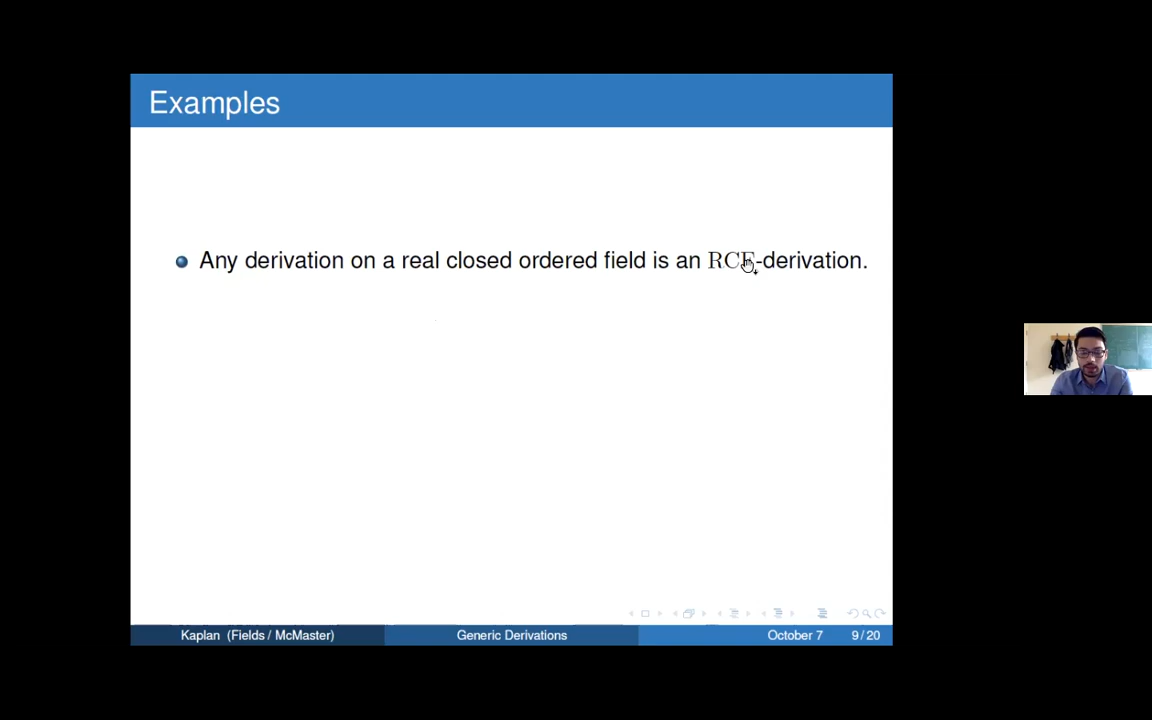 Examples
Any derivation on a real closed ordered field is an RCF-derivation.
Kaplan (Fields / McMaster)
Generic Derivations
October 7
9 / 20